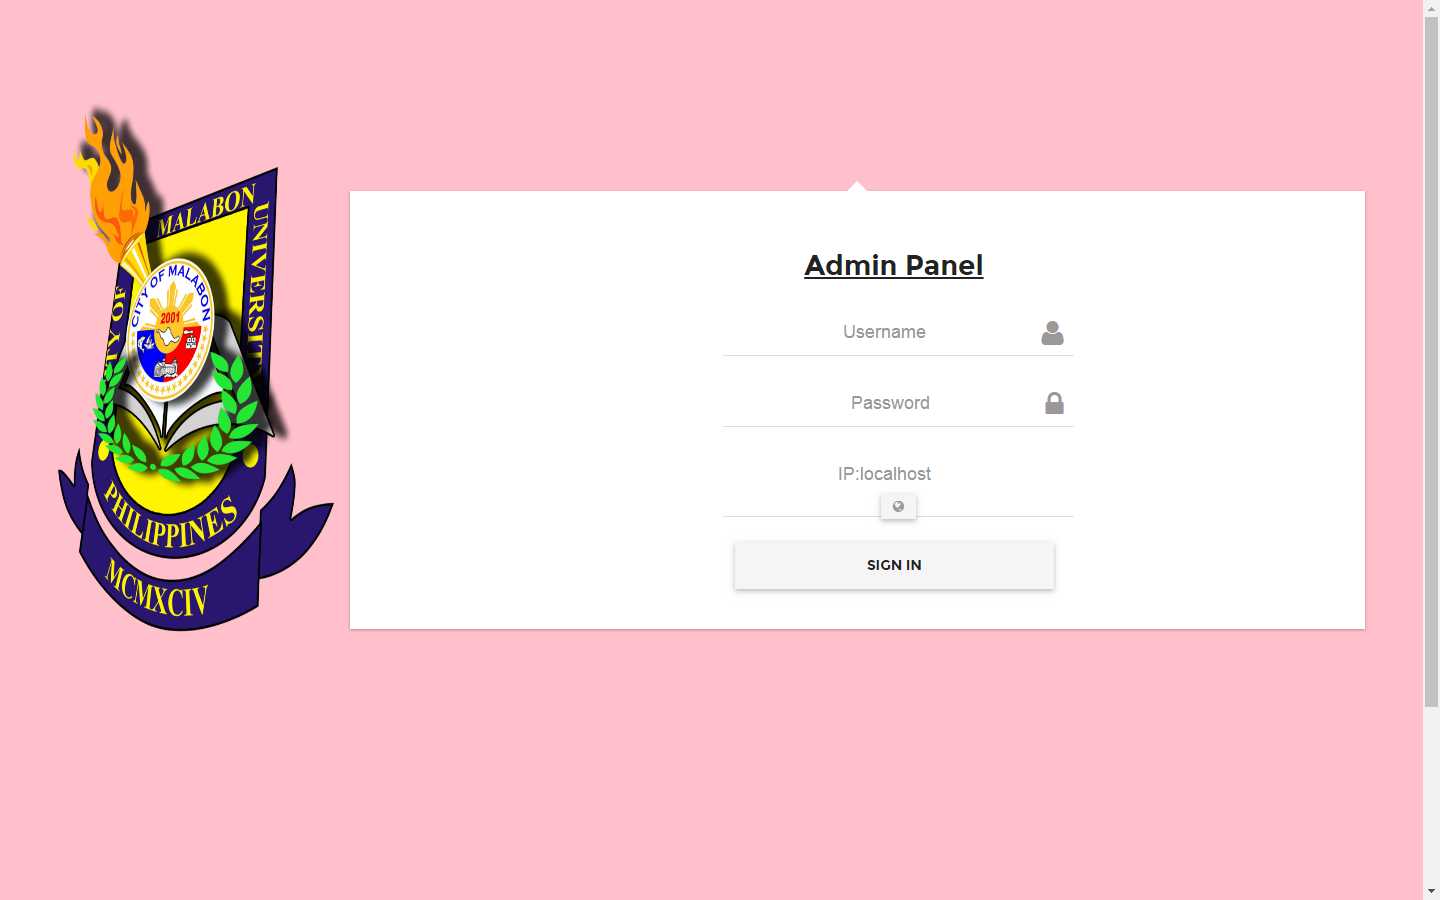 MALABON
UNIVERSIT
TY OF
CITY OF MALABON
2001
PHILIPPINES
MCMXCIV
Admin Panel
Username
Password
IP:localhost
SIGN IN